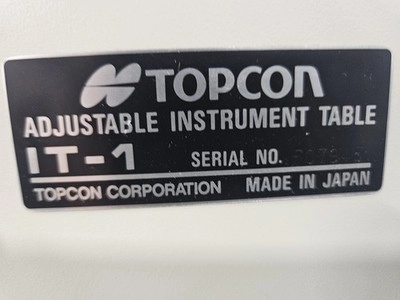 TOPCON
ADJUSTABLE INSTRUMENT TABLE
IT-1 SERIAL NO.
TOPCON CORPORATION MADE IN JAPAN